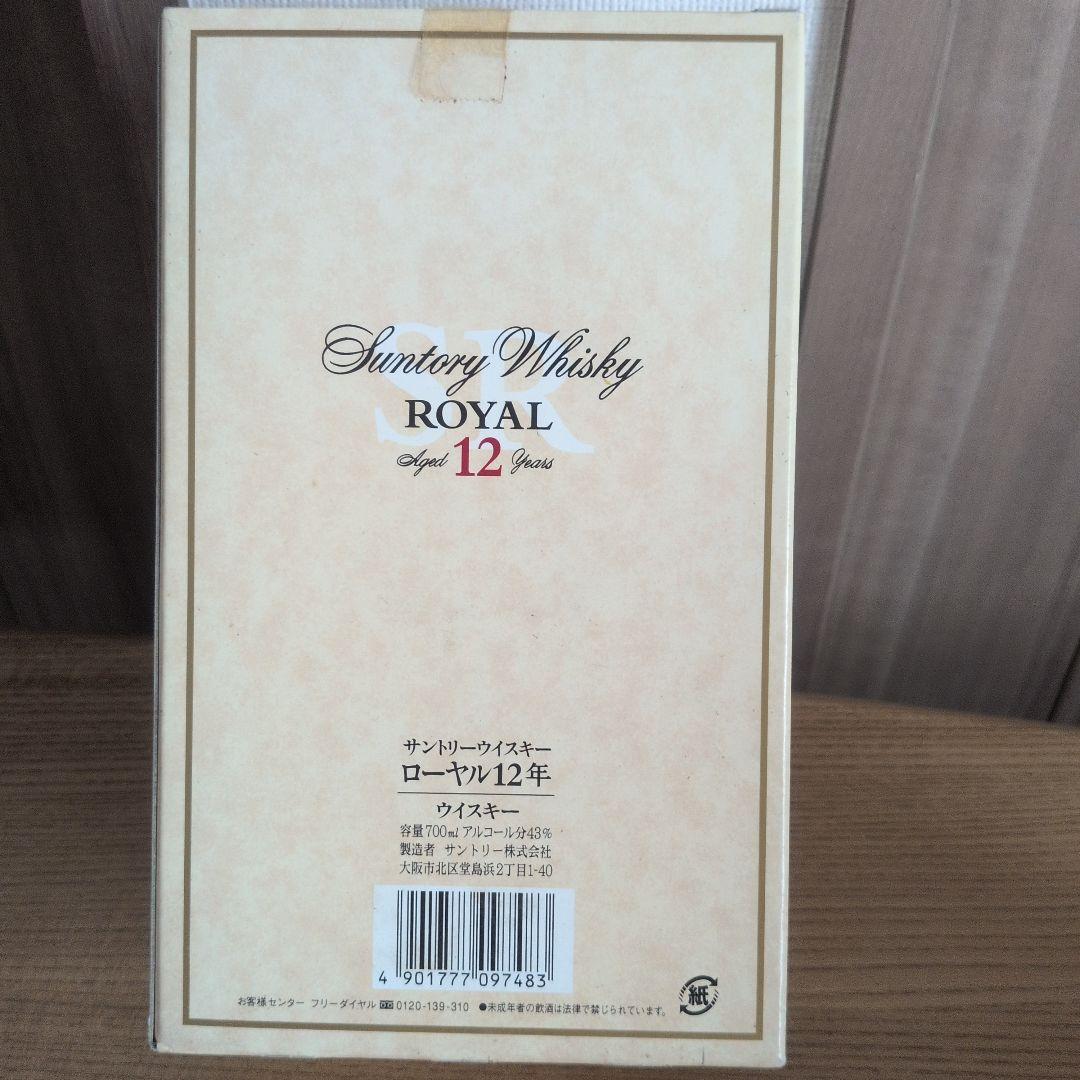 SR
Suntory Whisky
ROYAL
Aged 12 Years
サントリーウイスキー
ローヤル12年
ウイスキー
容量700ml アルコール分43%
製造者 サントリー株式会社
大阪市北区堂島浜2丁目1-40
4 901777 097483
お客様センター フリーダイヤル 0120-139-310 ●未成年者の飲酒は法律で禁じられています。
紙